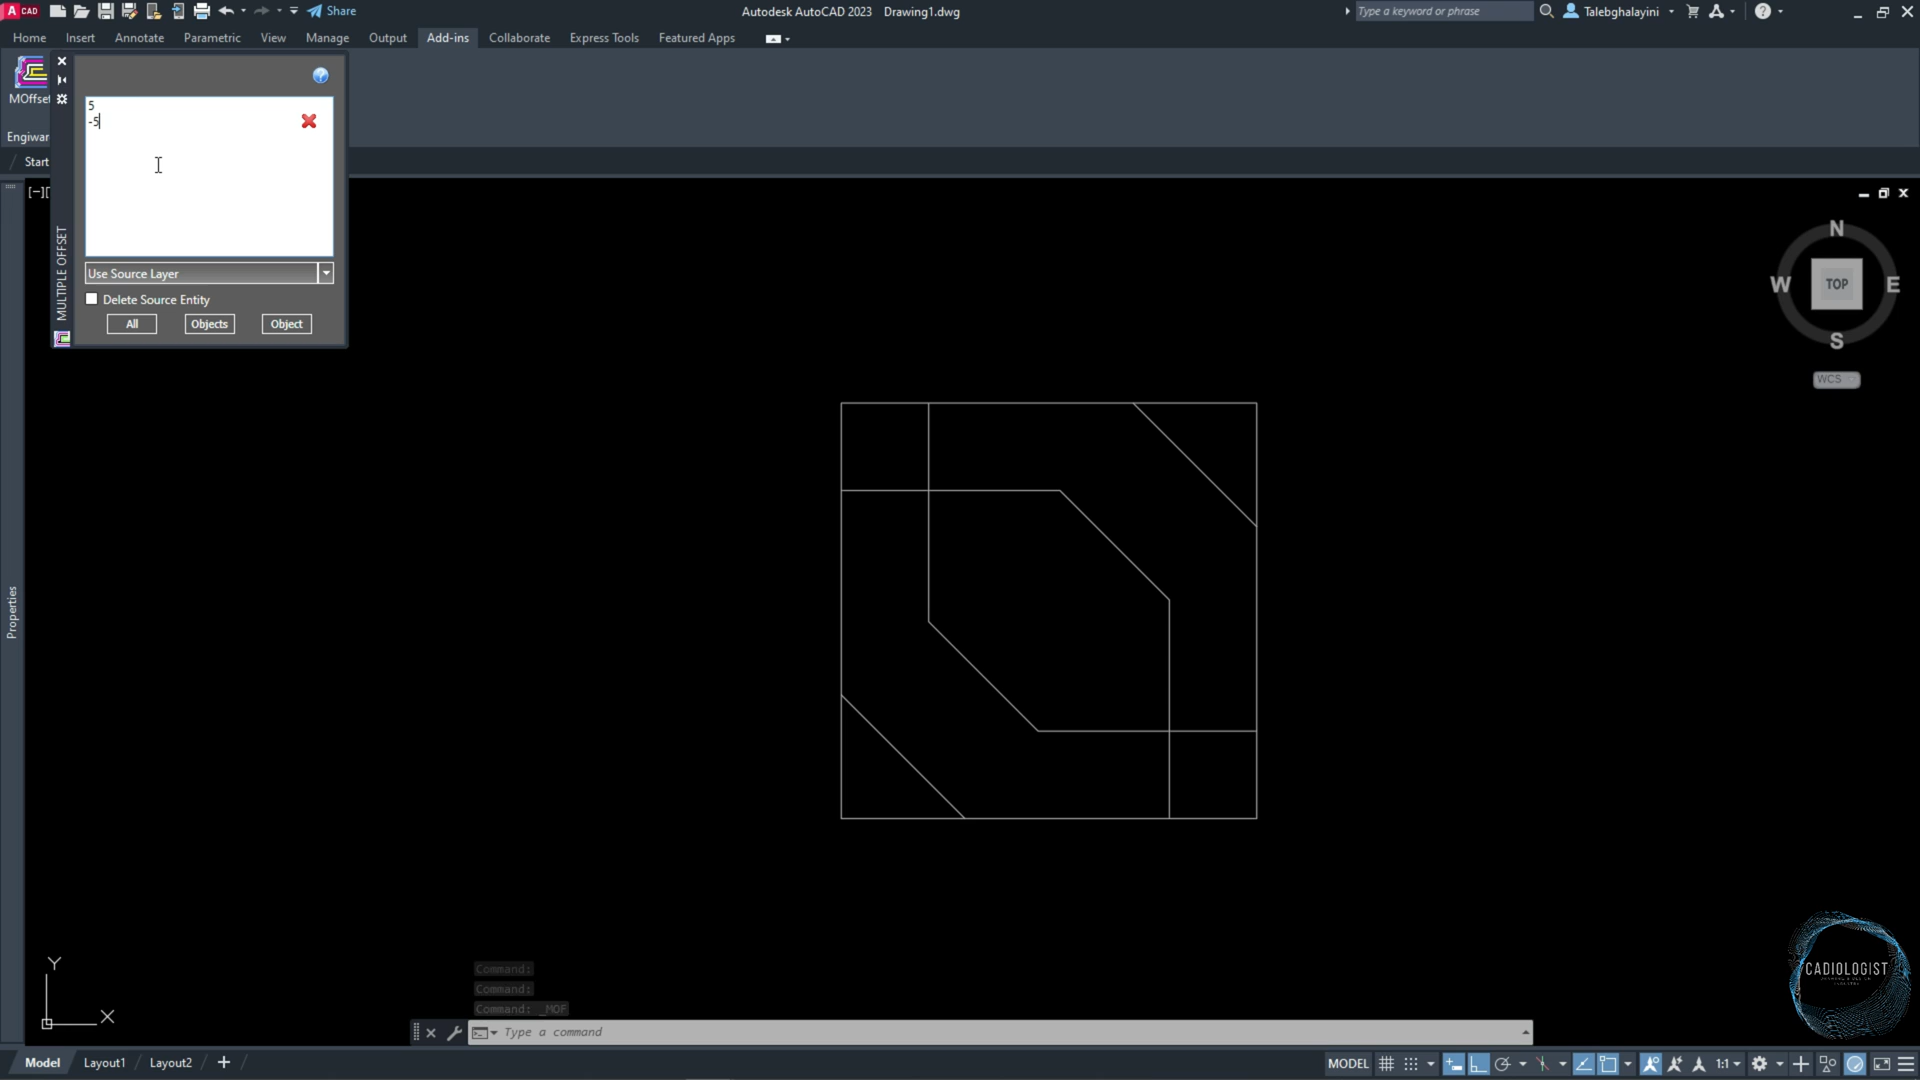 A CAD
Share
Autodesk AutoCAD 2023 Drawing1.dwg
Type a keyword or phrase
Talebghalayini
Home Insert Annotate Parametric View Manage Output Add-ins Collaborate Express Tools Featured Apps
MOffset
Engiwar
Start
5
-5
Use Source Layer
Delete Source Entity
All Objects Object
MULTIPLE OFFSET
[−][
Properties
N
W TOP E
S
WCS
Y
X
Command:
Command:
Command: _MOF
Type a command
CADIOLOGIST
Model Layout1 Layout2 +
MODEL 1:1